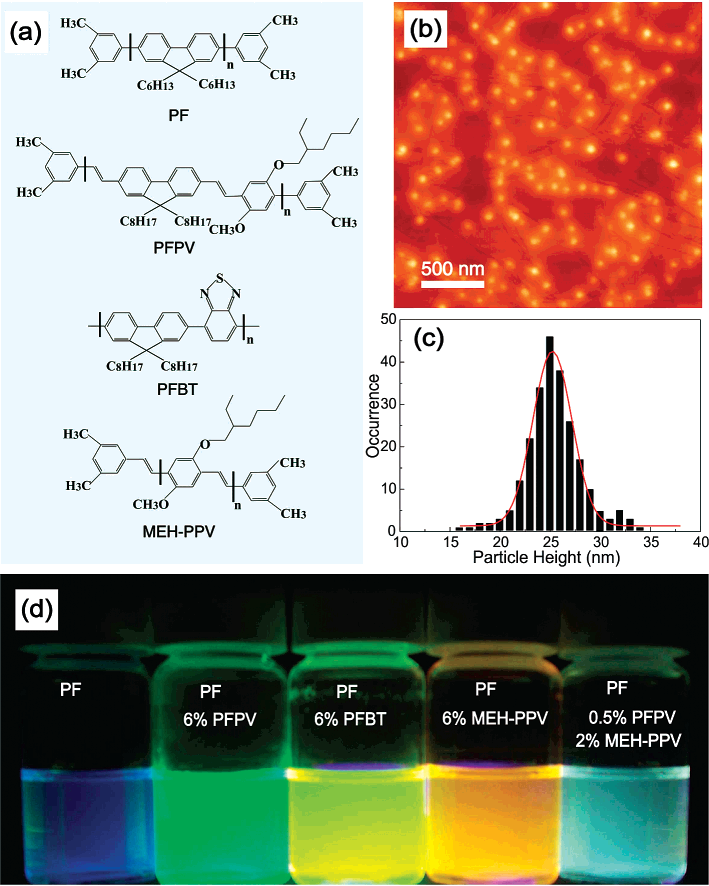 (a)
H3C
CH3
H3C
CH3
n
C6H13 C6H13
PF
H3C
H3C
O
CH3
n
C8H17 C8H17
CH3O
CH3
PFPV
S
N N
n
C8H17 C8H17
PFBT
H3C
O
CH3
H3C
CH3O
n
CH3
MEH-PPV
(b)
500 nm
(c)
Occurrence
50
40
30
20
10
0
10 15 20 25 30 35 40
Particle Height (nm)
(d)
PF
PF
6% PFPV
PF
6% PFBT
PF
6% MEH-PPV
PF
0.5% PFPV
2% MEH-PPV